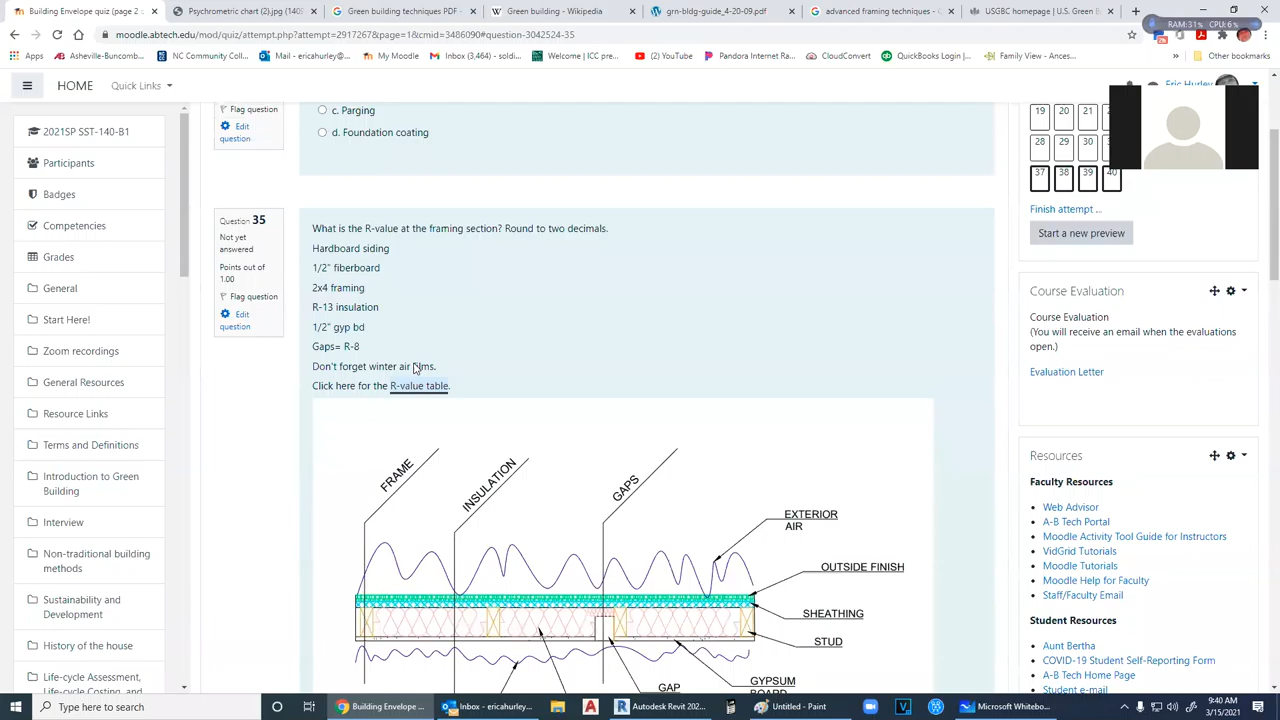 Building Envelope quiz (page 2
Psychrometric chart (2).jpg (140
Green building techniques PDF -
Green building - Wikipedia
grn-bldg-guide_4-20-09.pdf
advanced framing techniques -
USGBC homepage | U.S. Green B
RAM:31% CPU:6%
moodle.abtech.edu/mod/quiz/attempt.php?attempt=2917267&page=1&cmid=3486090#question-3042524-35
Apps
Asheville-Buncomb...
NC Community Coll...
Mail - ericahurley@...
My Moodle
Inbox (3,464) - soldi...
Welcome | ICC pre...
(2) YouTube
Pandora Internet Ra...
CloudConvert
QuickBooks Login |...
Family View - Ances...
Other bookmarks
HOME
Quick Links
Eric Hurley
2021SP SST-140-B1
Participants
Badges
Competencies
Grades
General
Start Here!
Zoom recordings
General Resources
Resource Links
Terms and Definitions
Introduction to Green
Building
Interview
Non-traditional building
methods
Sustainability and
Development
History of the house
Life-cycle Assessment,
Life-cycle Costing, and
Flag question
Edit
question
c. Parging
d. Foundation coating
Question 35
Not yet
answered
Points out of
1.00
Flag question
Edit
question
What is the R-value at the framing section? Round to two decimals.
Hardboard siding
1/2" fiberboard
2x4 framing
R-13 insulation
1/2" gyp bd
Gaps= R-8
Don't forget winter air films.
Click here for the R-value table.
FRAME
INSULATION
GAPS
EXTERIOR
AIR
OUTSIDE FINISH
SHEATHING
STUD
GYPSUM
BOARD
GAP
19 20 21
28 29 30
37 38 39 40
Finish attempt ...
Start a new preview
Course Evaluation
Course Evaluation
(You will receive an email when the evaluations
open.)
Evaluation Letter
Resources
Faculty Resources
Web Advisor
A-B Tech Portal
Moodle Activity Tool Guide for Instructors
VidGrid Tutorials
Moodle Tutorials
Moodle Help for Faculty
Staff/Faculty Email
Student Resources
Aunt Bertha
COVID-19 Student Self-Reporting Form
A-B Tech Home Page
Student e-mail
Type here to search
Building Envelope ...
Inbox - ericahurley...
Autodesk Revit 202...
Untitled - Paint
Microsoft Whitebo...
9:40 AM
3/15/2021